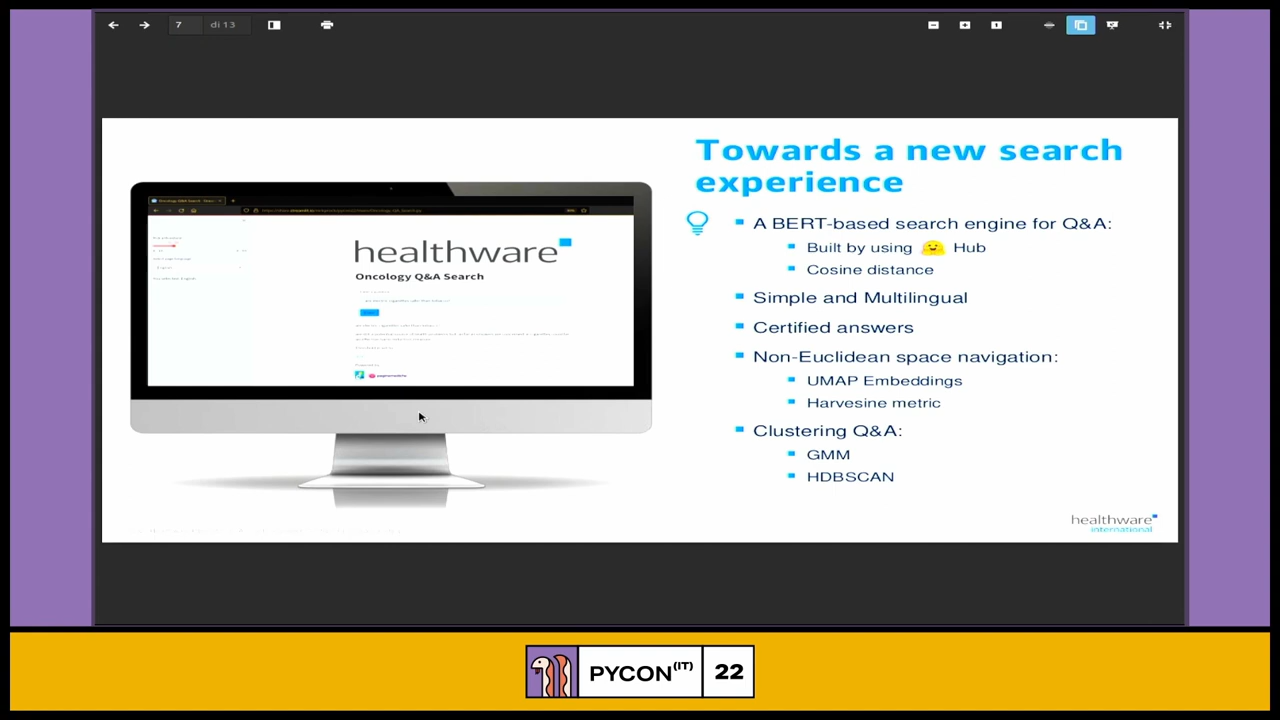 7 di 13
Towards a new search
experience
A BERT-based search engine for Q&A:
Built by using Hub
Cosine distance
Simple and Multilingual
Certified answers
Non-Euclidean space navigation:
UMAP Embeddings
Harvesine metric
Clustering Q&A:
GMM
HDBSCAN
healthware
Oncology Q&A Search
healthware
international
PYCON(IT) 22